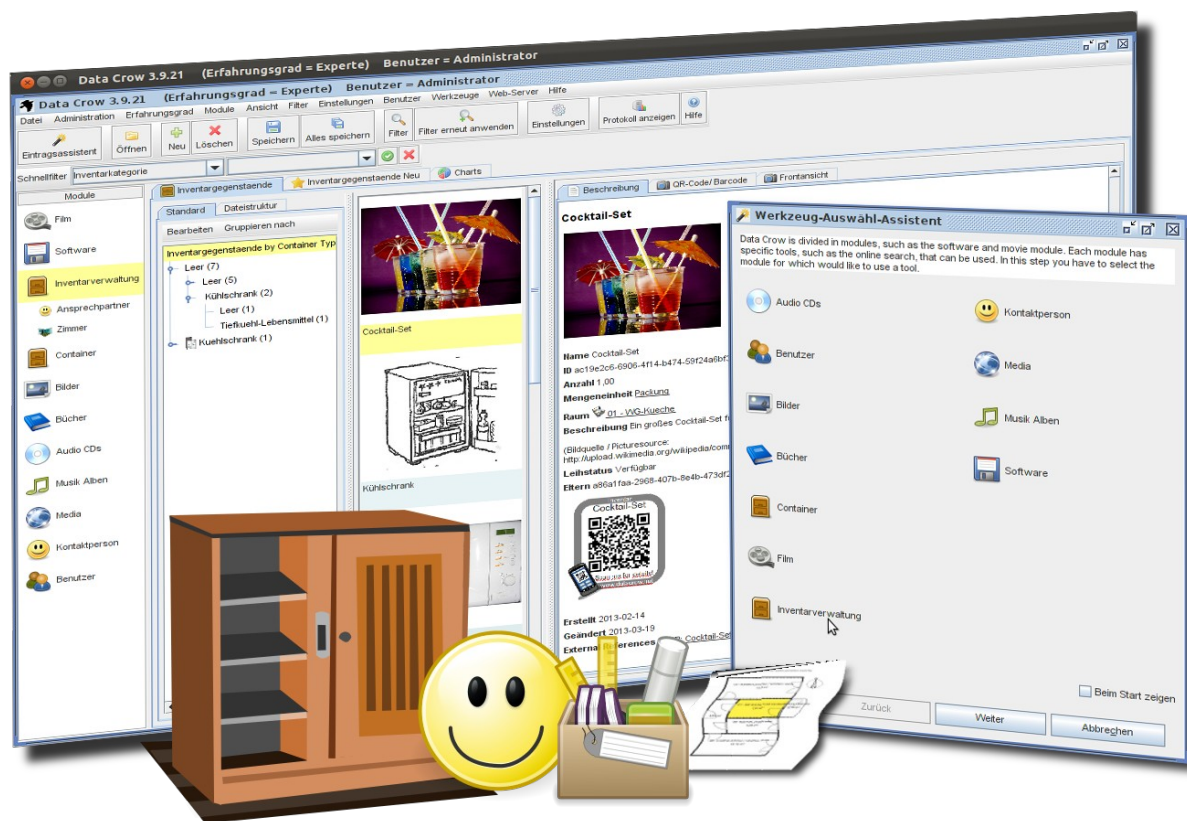 Data Crow 3.9.21 (Erfahrungsgrad = Experte) Benutzer = Administrator
Data Crow 3.9.21 (Erfahrungsgrad = Experte) Benutzer = Administrator
Datei Administration Erfahrungsgrad Module Ansicht Filter Einstellungen Benutzer Werkzeuge Web-Server Hilfe
Eintragsassistent Öffnen Neu Löschen Speichern Alles speichern Filter Filter erneut anwenden Einstellungen Protokoll anzeigen Hilfe
Schnellfilter Inventarkategorie
Module
Film
Software
Inventarverwaltung
Ansprechpartner
Zimmer
Container
Bilder
Bücher
Audio CDs
Musik Alben
Media
Kontaktperson
Benutzer
Inventargegenstaende Inventargegenstaende Neu Charts
Standard Dateistruktur
Bearbeiten Gruppieren nach
Inventargegenstaende by Container Typ
Leer (7)
Leer (5)
Kühlschrank (2)
Leer (1)
Tiefkuehl-Lebensmittel (1)
Kuehlschrank (1)
Cocktail-Set
Kühlschrank
Beschreibung QR-Code/Barcode Frontansicht
Cocktail-Set
Name Cocktail-Set
ID ac19e2c6-6906-4f14-b474-59f24a6bf
Anzahl 1,00
Mengeneinheit Packung
Raum 01 - WG-Kueche
Beschreibung Ein großes Cocktail-Set
(Bildquelle / Picturesource:
http://upload.wikimedia.org/wikipedia/com
Leihstatus Verfügbar
Eltern a86a1faa-2968-407b-8e4b-473df2
Cocktail-Set
Erstellt 2013-02-14
Geändert 2013-03-19
External References Cocktail-Se
Werkzeug-Auswahl-Assistent
Data Crow is divided in modules, such as the software and movie module. Each module has
specific tools, such as the online search, that can be used. In this step you have to select the
module for which would like to use a tool.
Audio CDs
Benutzer
Bilder
Bücher
Container
Film
Inventarverwaltung
Kontaktperson
Media
Musik Alben
Software
Beim Start zeigen
Zurück Weiter Abbrechen